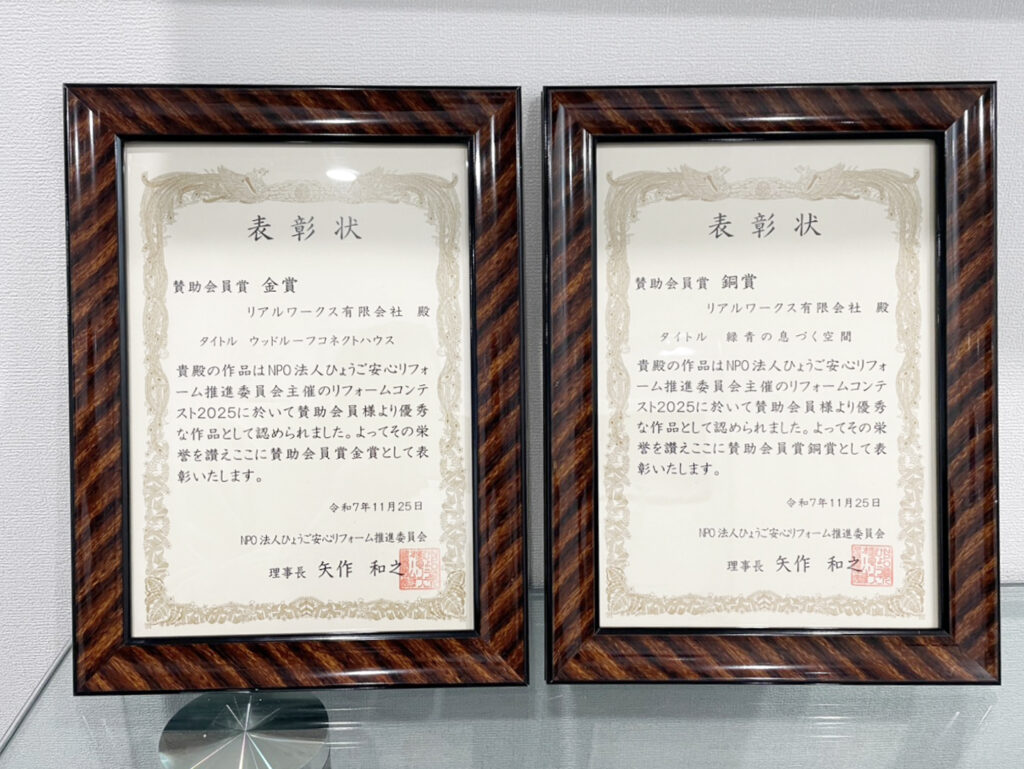 表彰状
賛助会員賞 金賞
リアルワークス有限会社 殿
タイトル ウッドルーフコネクトハウス
貴殿の作品はNPO法人ひょうご安心リフォ
ーム推進委員会主催のリフォームコンテ
スト2025に於いて賛助会員様より優秀
な作品として認められました。よってその栄
誉を讃えここに賛助会員賞金賞として表
彰いたします。
令和7年11月25日
NPO法人ひょうご安心リフォーム推進委員会
理事長 矢作 和之
表彰状
賛助会員賞 銅賞
リアルワークス有限会社 殿
タイトル 緑青の息づく空間
貴殿の作品はNPO法人ひょうご安心リフォ
ーム推進委員会主催のリフォームコンテ
スト2025に於いて賛助会員様より優秀
な作品として認められました。よってその栄
誉を讃えここに賛助会員賞銅賞として表
彰いたします。
令和7年11月25日
NPO法人ひょうご安心リフォーム推進委員会
理事長 矢作 和之